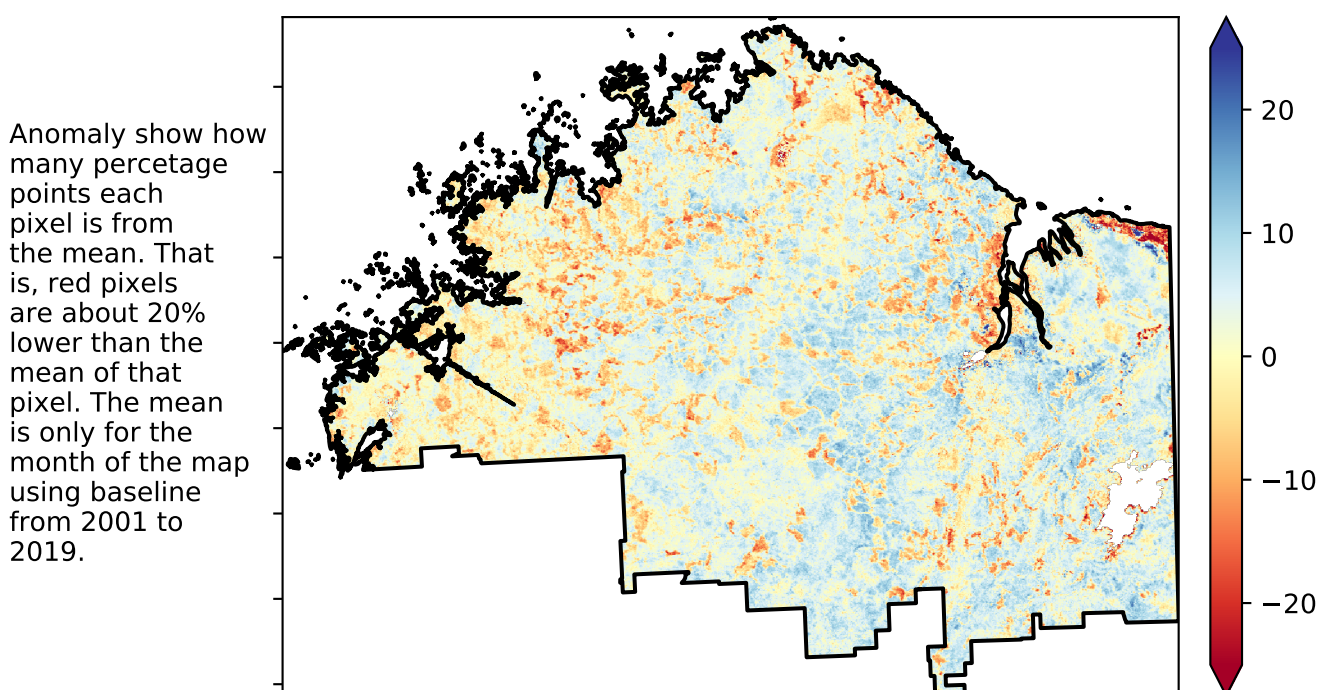 Anomaly show how
many percetage
points each
pixel is from
the mean. That
is, red pixels
are about 20%
lower than the
mean of that
pixel. The mean
is only for the
month of the map
using baseline
from 2001 to
2019.
20
10
0
−10
−20